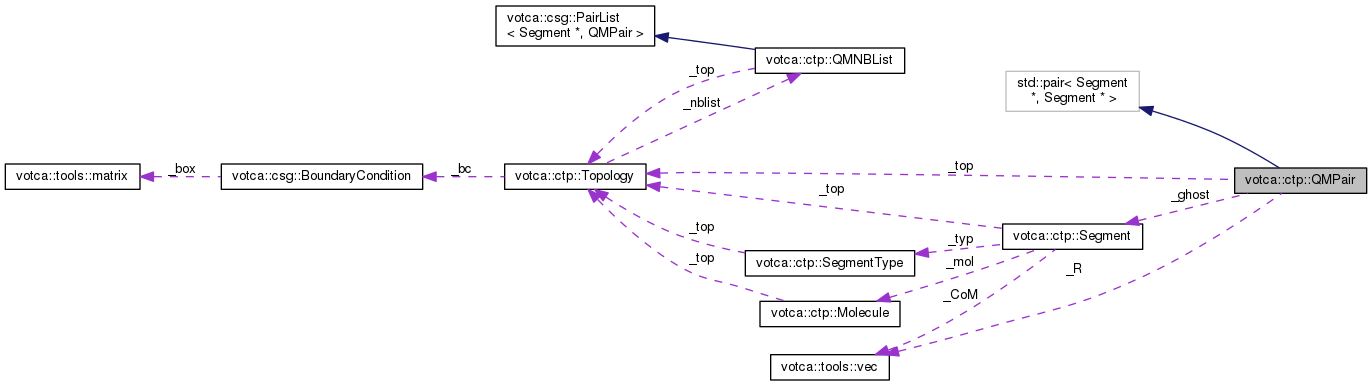 votca::csg::PairList
< Segment *, QMPair >
votca::ctp::QMNBList
_top
_nblist
std::pair< Segment
*, Segment * >
votca::tools::matrix
_box
votca::csg::BoundaryCondition
_bc
votca::ctp::Topology
_top
votca::ctp::QMPair
_top
_ghost
votca::ctp::Segment
_top
_typ
votca::ctp::SegmentType
_top
_mol
_R
_CoM
votca::ctp::Molecule
votca::tools::vec